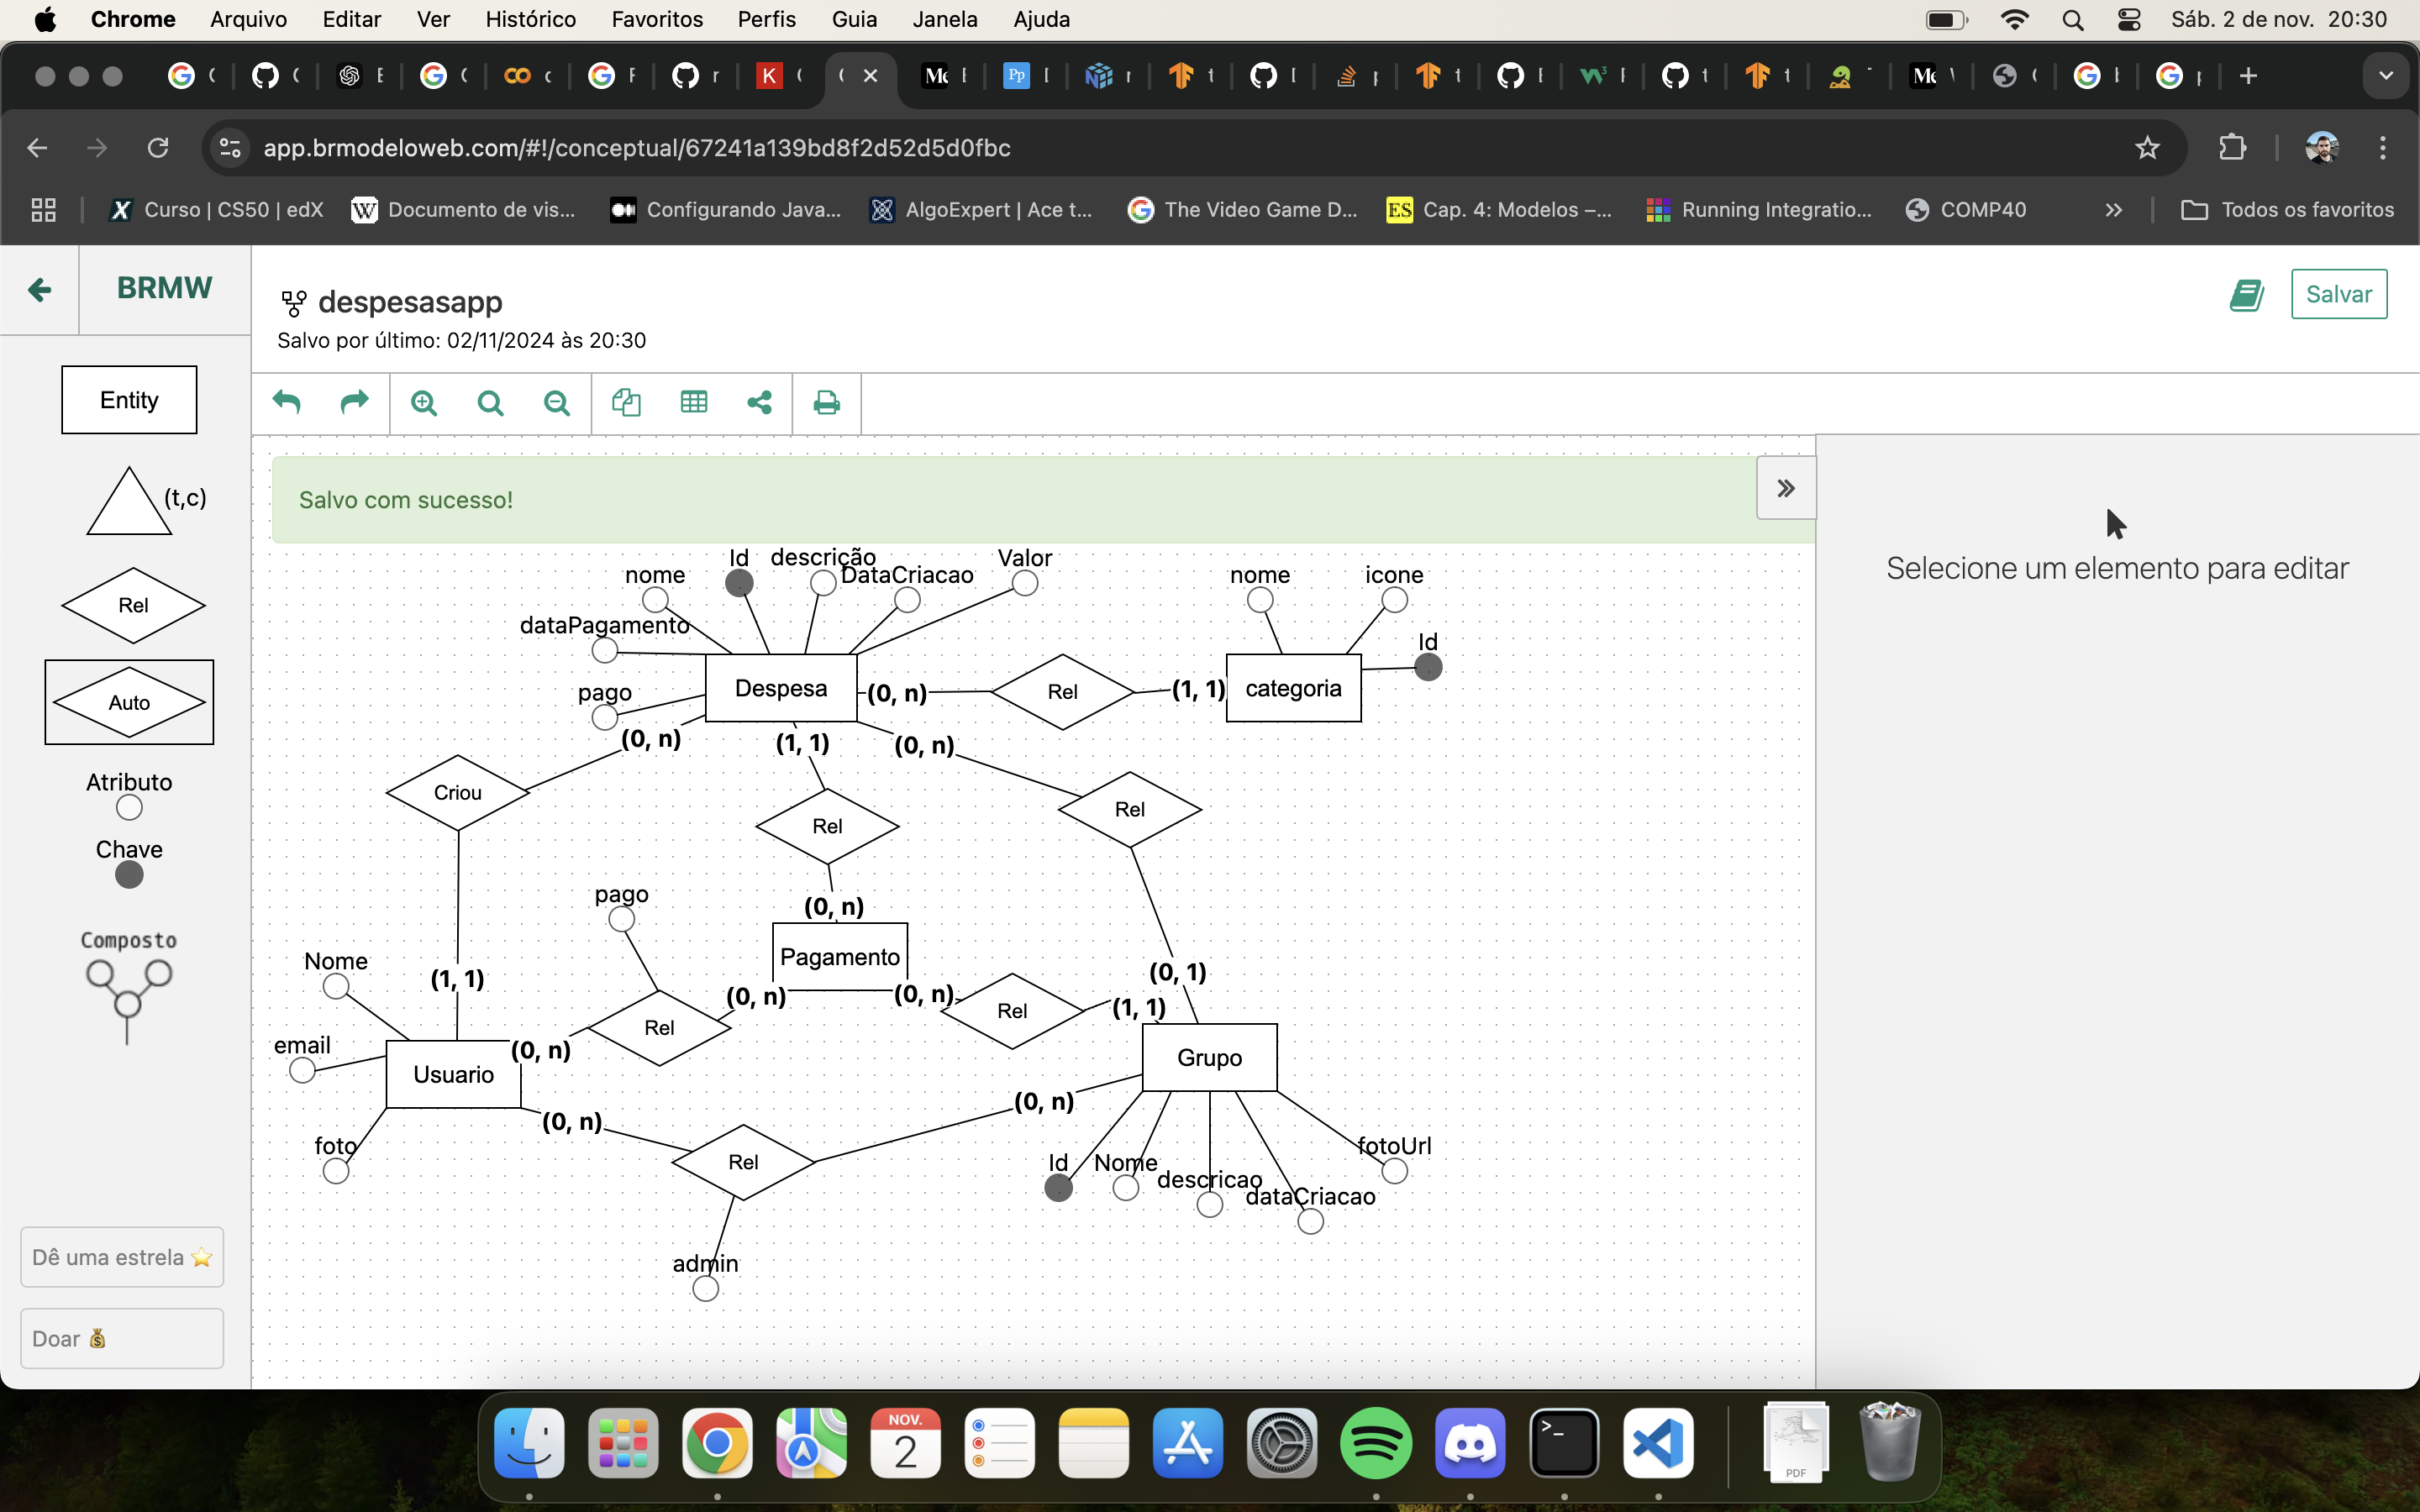 Chrome Arquivo Editar Ver Histórico Favoritos Perfis Guia Janela Ajuda Sáb. 2 de nov. 20:30
app.brmodeloweb.com/#!/conceptual/67241a139bd8f2d52d5d0fbc
Curso | CS50 | edX Documento de vis... Configurando Java... AlgoExpert | Ace t... The Video Game D... ES Cap. 4: Modelos –... Running Integratio... COMP40 Todos os favoritos
BRMW
despesasapp
Salvo por último: 02/11/2024 às 20:30
Salvar
Entity
(t,c)
Rel
Auto
Atributo
Chave
Composto
Dê uma estrela
Doar
Salvo com sucesso!
Selecione um elemento para editar
Id descrição Valor
nome DataCriacao nome icone
dataPagamento
Id
pago
Despesa (0, n) Rel (1, 1) categoria
(0, n) (1, 1) (0, n)
Criou
Rel
Rel
pago
(0, n)
Pagamento
Nome
(1, 1)
(0, n) (0, n)
(0, 1)
Rel
Rel
(1, 1)
email
(0, n)
Usuario
Grupo
(0, n)
(0, n)
foto
Rel
Id Nome descricao dataCriacao fotoUrl
admin
NOV.
2
PDF